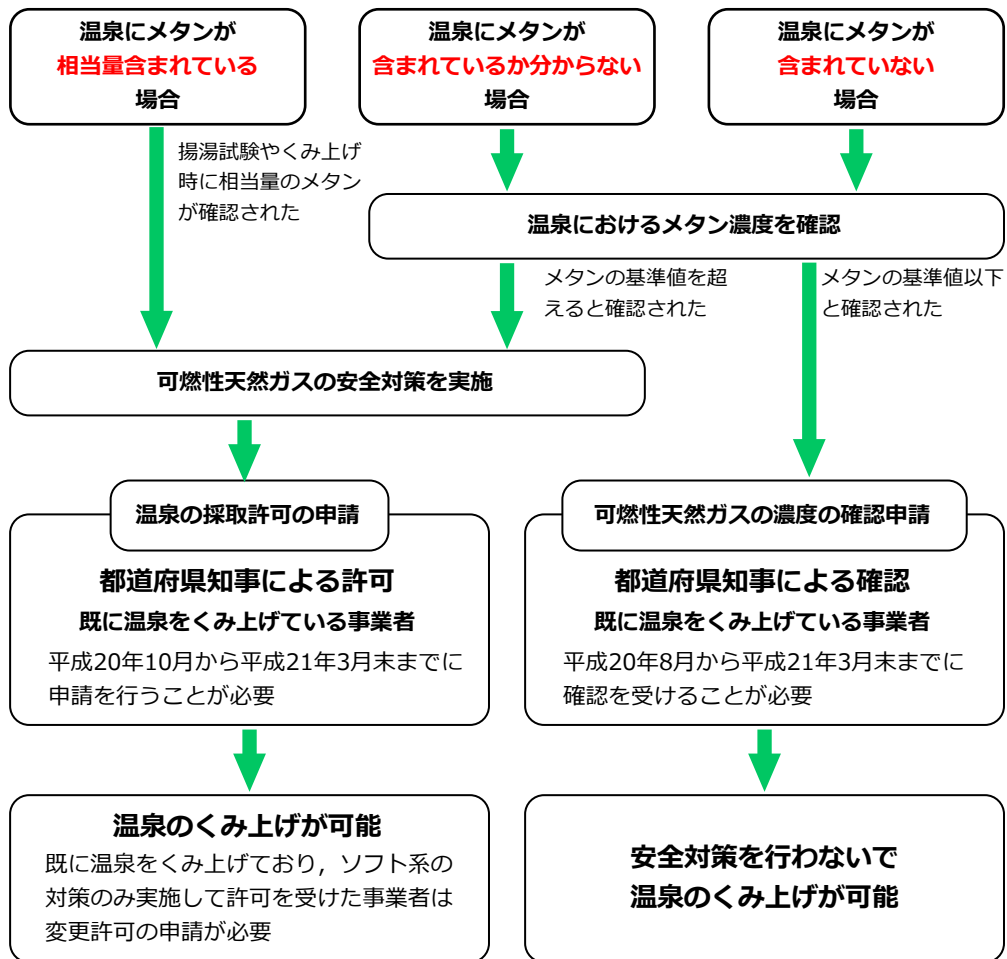 温泉にメタンが
相当量含まれている
場合
温泉にメタンが
含まれているか分からない
場合
温泉にメタンが
含まれていない
場合
揚湯試験やくみ上げ
時に相当量のメタン
が確認された
温泉におけるメタン濃度を確認
メタンの基準値を超
えると確認された
メタンの基準値以下
と確認された
可燃性天然ガスの安全対策を実施
温泉の採取許可の申請
都道府県知事による許可
既に温泉をくみ上げている事業者
平成20年10月から平成21年3月末までに
申請を行うことが必要
可燃性天然ガスの濃度の確認申請
都道府県知事による確認
既に温泉をくみ上げている事業者
平成20年8月から平成21年3月末までに
確認を受けることが必要
温泉のくみ上げが可能
既に温泉をくみ上げており，ソフト系の
対策のみ実施して許可を受けた事業者は
変更許可の申請が必要
安全対策を行わないで
温泉のくみ上げが可能